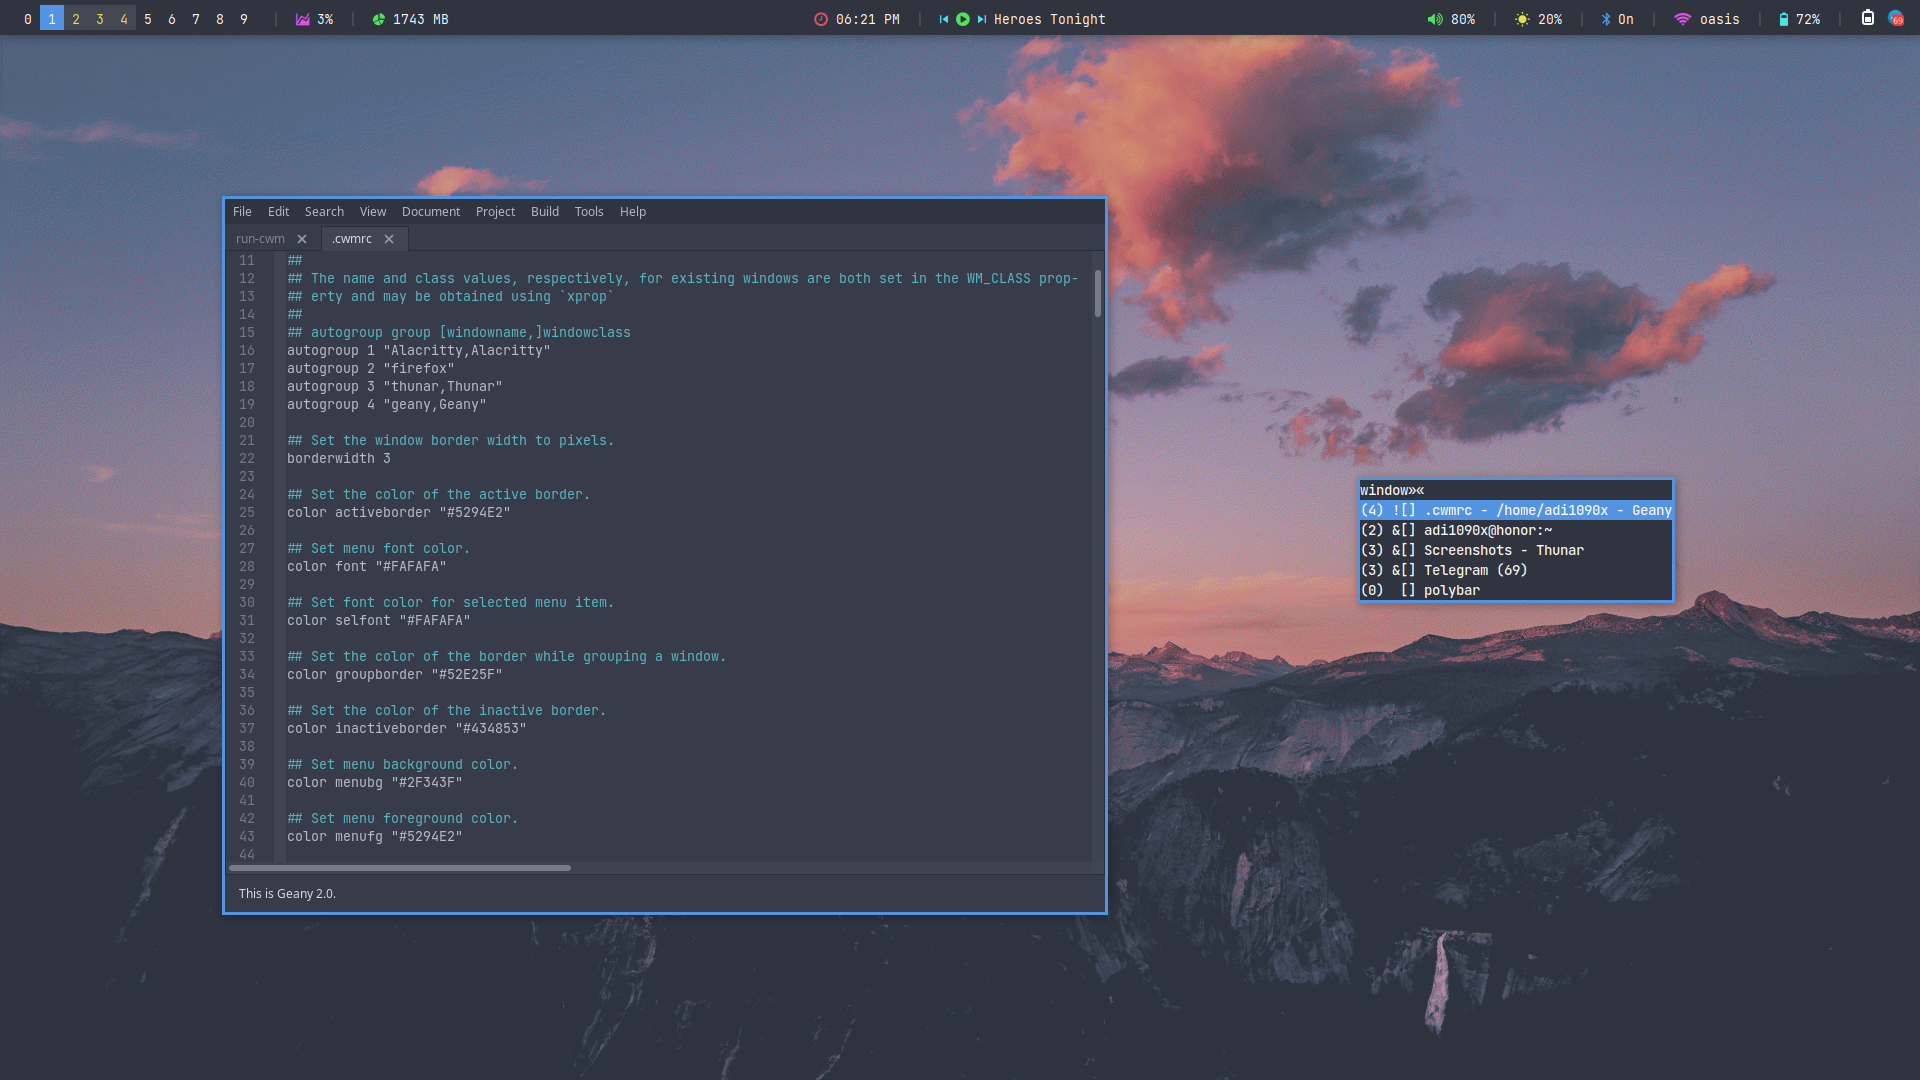 0 1 2 3 4 5 6 7 8 9 | 3% | 1743 MB
06:21 PM | Heroes Tonight
80% | 20% | On | oasis | 72% | 69
File Edit Search View Document Project Build Tools Help
run-cwm .cwmrc
11 ##
12 ## The name and class values, respectively, for existing windows are both set in the WM_CLASS prop-
13 ## erty and may be obtained using `xprop`
14 ##
15 ## autogroup group [windowname,]windowclass
16 autogroup 1 "Alacritty,Alacritty"
17 autogroup 2 "firefox"
18 autogroup 3 "thunar,Thunar"
19 autogroup 4 "geany,Geany"
20
21 ## Set the window border width to pixels.
22 borderwidth 3
23
24 ## Set the color of the active border.
25 color activeborder "#5294E2"
26
27 ## Set menu font color.
28 color font "#FAFAFA"
29
30 ## Set font color for selected menu item.
31 color selfont "#FAFAFA"
32
33 ## Set the color of the border while grouping a window.
34 color groupborder "#52E25F"
35
36 ## Set the color of the inactive border.
37 color inactiveborder "#434853"
38
39 ## Set menu background color.
40 color menubg "#2F343F"
41
42 ## Set menu foreground color.
43 color menufg "#5294E2"
44
This is Geany 2.0.
window»«
(4) ![] .cwmrc - /home/adi1090x - Geany
(2) &[] adi1090x@honor:~
(3) &[] Screenshots - Thunar
(3) &[] Telegram (69)
(0) [] polybar